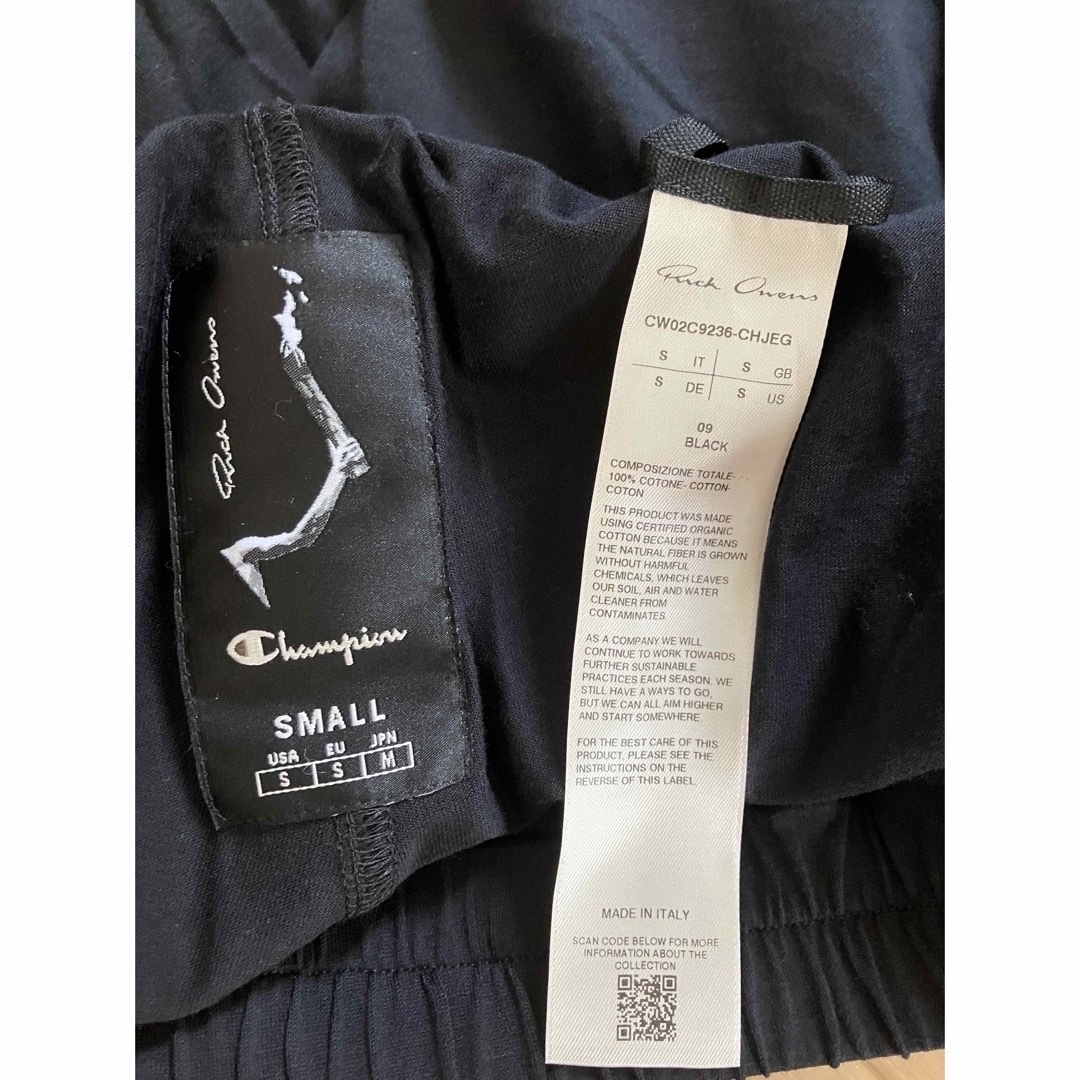 Rick Owens
Champion
SMALL
USA EU JPN
S S M
Rick Owens
CW02C9236-CHJEG
S IT S GB
S DE S US
09
BLACK
COMPOSIZIONE TOTALE-
100% COTONE- COTTON-
COTON
THIS PRODUCT WAS MADE
USING CERTIFIED ORGANIC
COTTON BECAUSE IT MEANS
THE NATURAL FIBER IS GROWN
WITHOUT HARMFUL
CHEMICALS, WHICH LEAVES
OUR SOIL, AIR AND WATER
CLEANER FROM
CONTAMINATES.
AS A COMPANY WE WILL
CONTINUE TO WORK TOWARDS
FURTHER SUSTAINABLE
PRACTICES EACH SEASON. WE
STILL HAVE A WAYS TO GO,
BUT WE CAN ALL AIM HIGHER
AND START SOMEWHERE.
FOR THE BEST CARE OF THIS
PRODUCT, PLEASE SEE THE
INSTRUCTIONS ON THE
REVERSE OF THIS LABEL.
MADE IN ITALY
SCAN CODE BELOW FOR MORE
INFORMATION ABOUT THE
COLLECTION